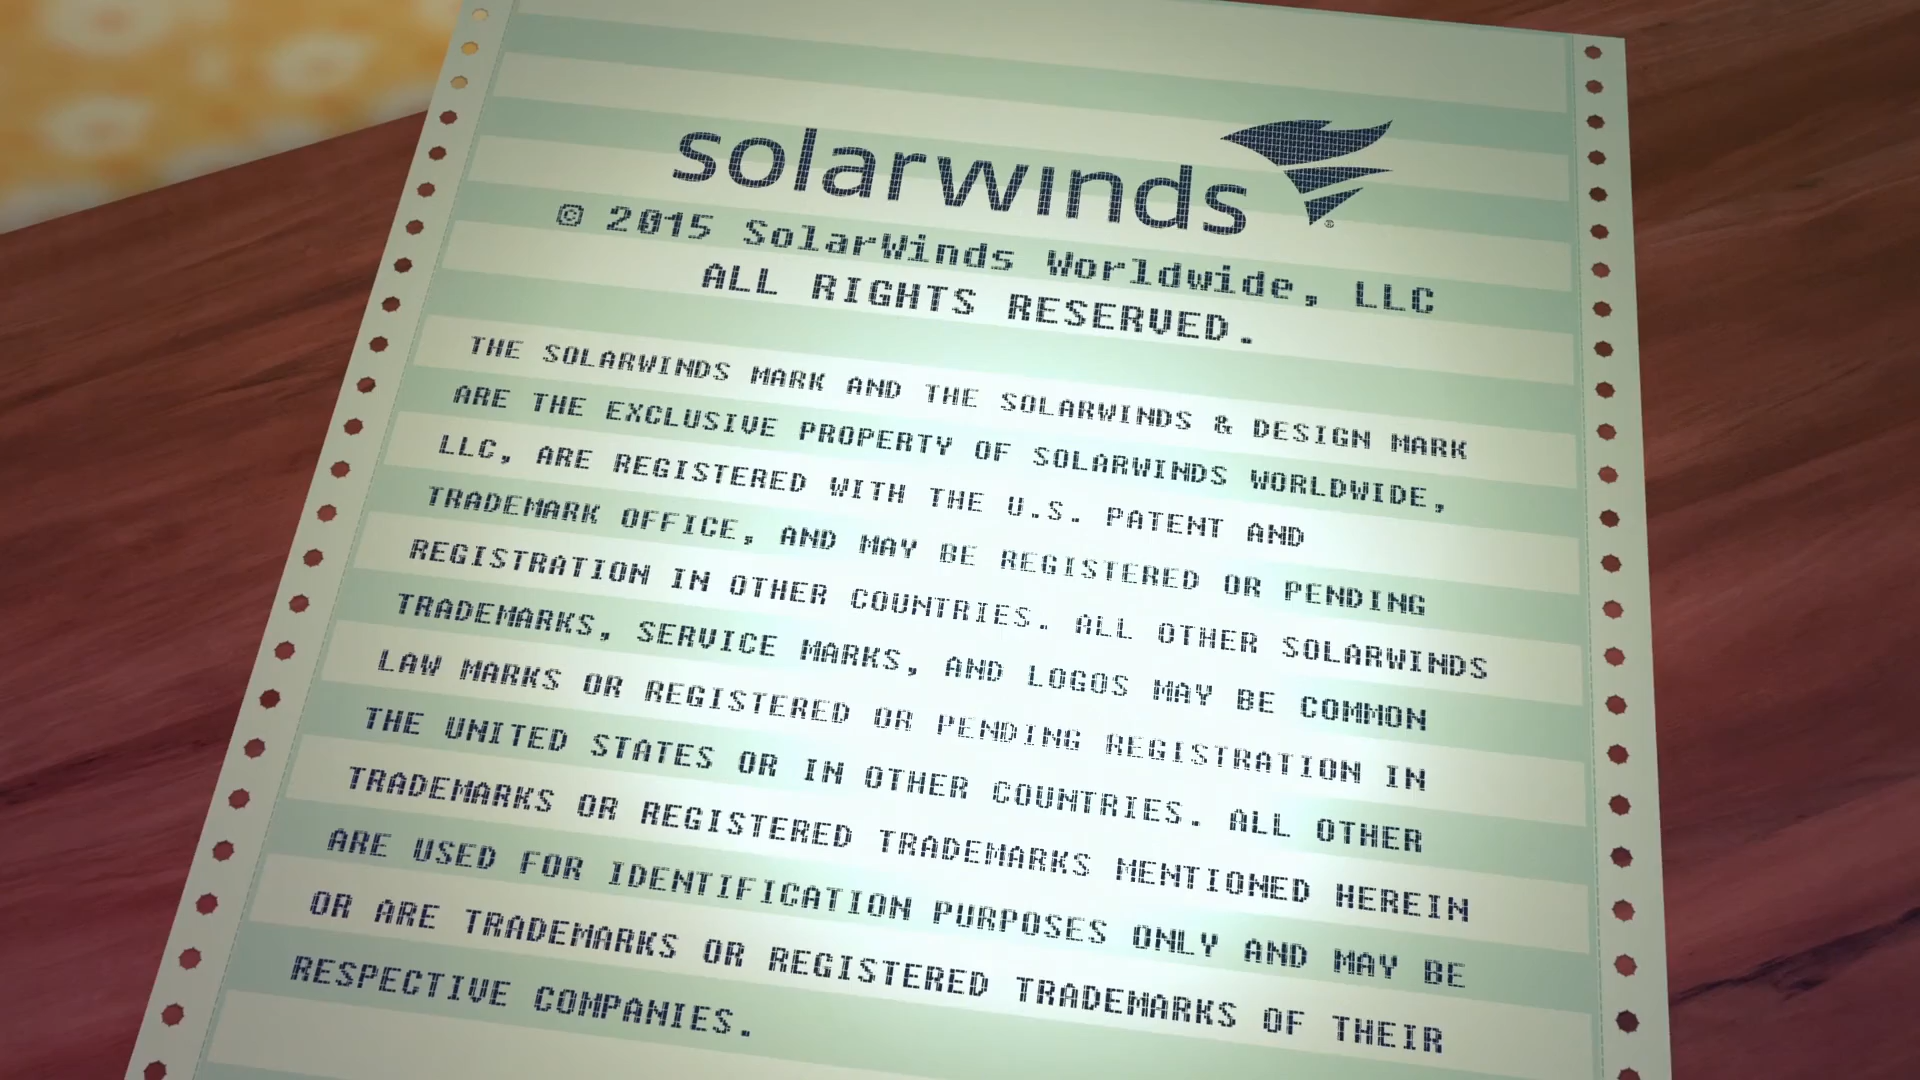 solarwinds ®
© 2015 SolarWinds Worldwide, LLC
ALL RIGHTS RESERVED.
THE SOLARWINDS MARK AND THE SOLARWINDS & DESIGN MARK
ARE THE EXCLUSIVE PROPERTY OF SOLARWINDS WORLDWIDE,
LLC, ARE REGISTERED WITH THE U.S. PATENT AND
TRADEMARK OFFICE, AND MAY BE REGISTERED OR PENDING
REGISTRATION IN OTHER COUNTRIES. ALL OTHER SOLARWINDS
TRADEMARKS, SERVICE MARKS, AND LOGOS MAY BE COMMON
LAW MARKS OR REGISTERED OR PENDING REGISTRATION IN
THE UNITED STATES OR IN OTHER COUNTRIES. ALL OTHER
TRADEMARKS OR REGISTERED TRADEMARKS MENTIONED HEREIN
ARE USED FOR IDENTIFICATION PURPOSES ONLY AND MAY BE
OR ARE TRADEMARKS OR REGISTERED TRADEMARKS OF THEIR
RESPECTIVE COMPANIES.